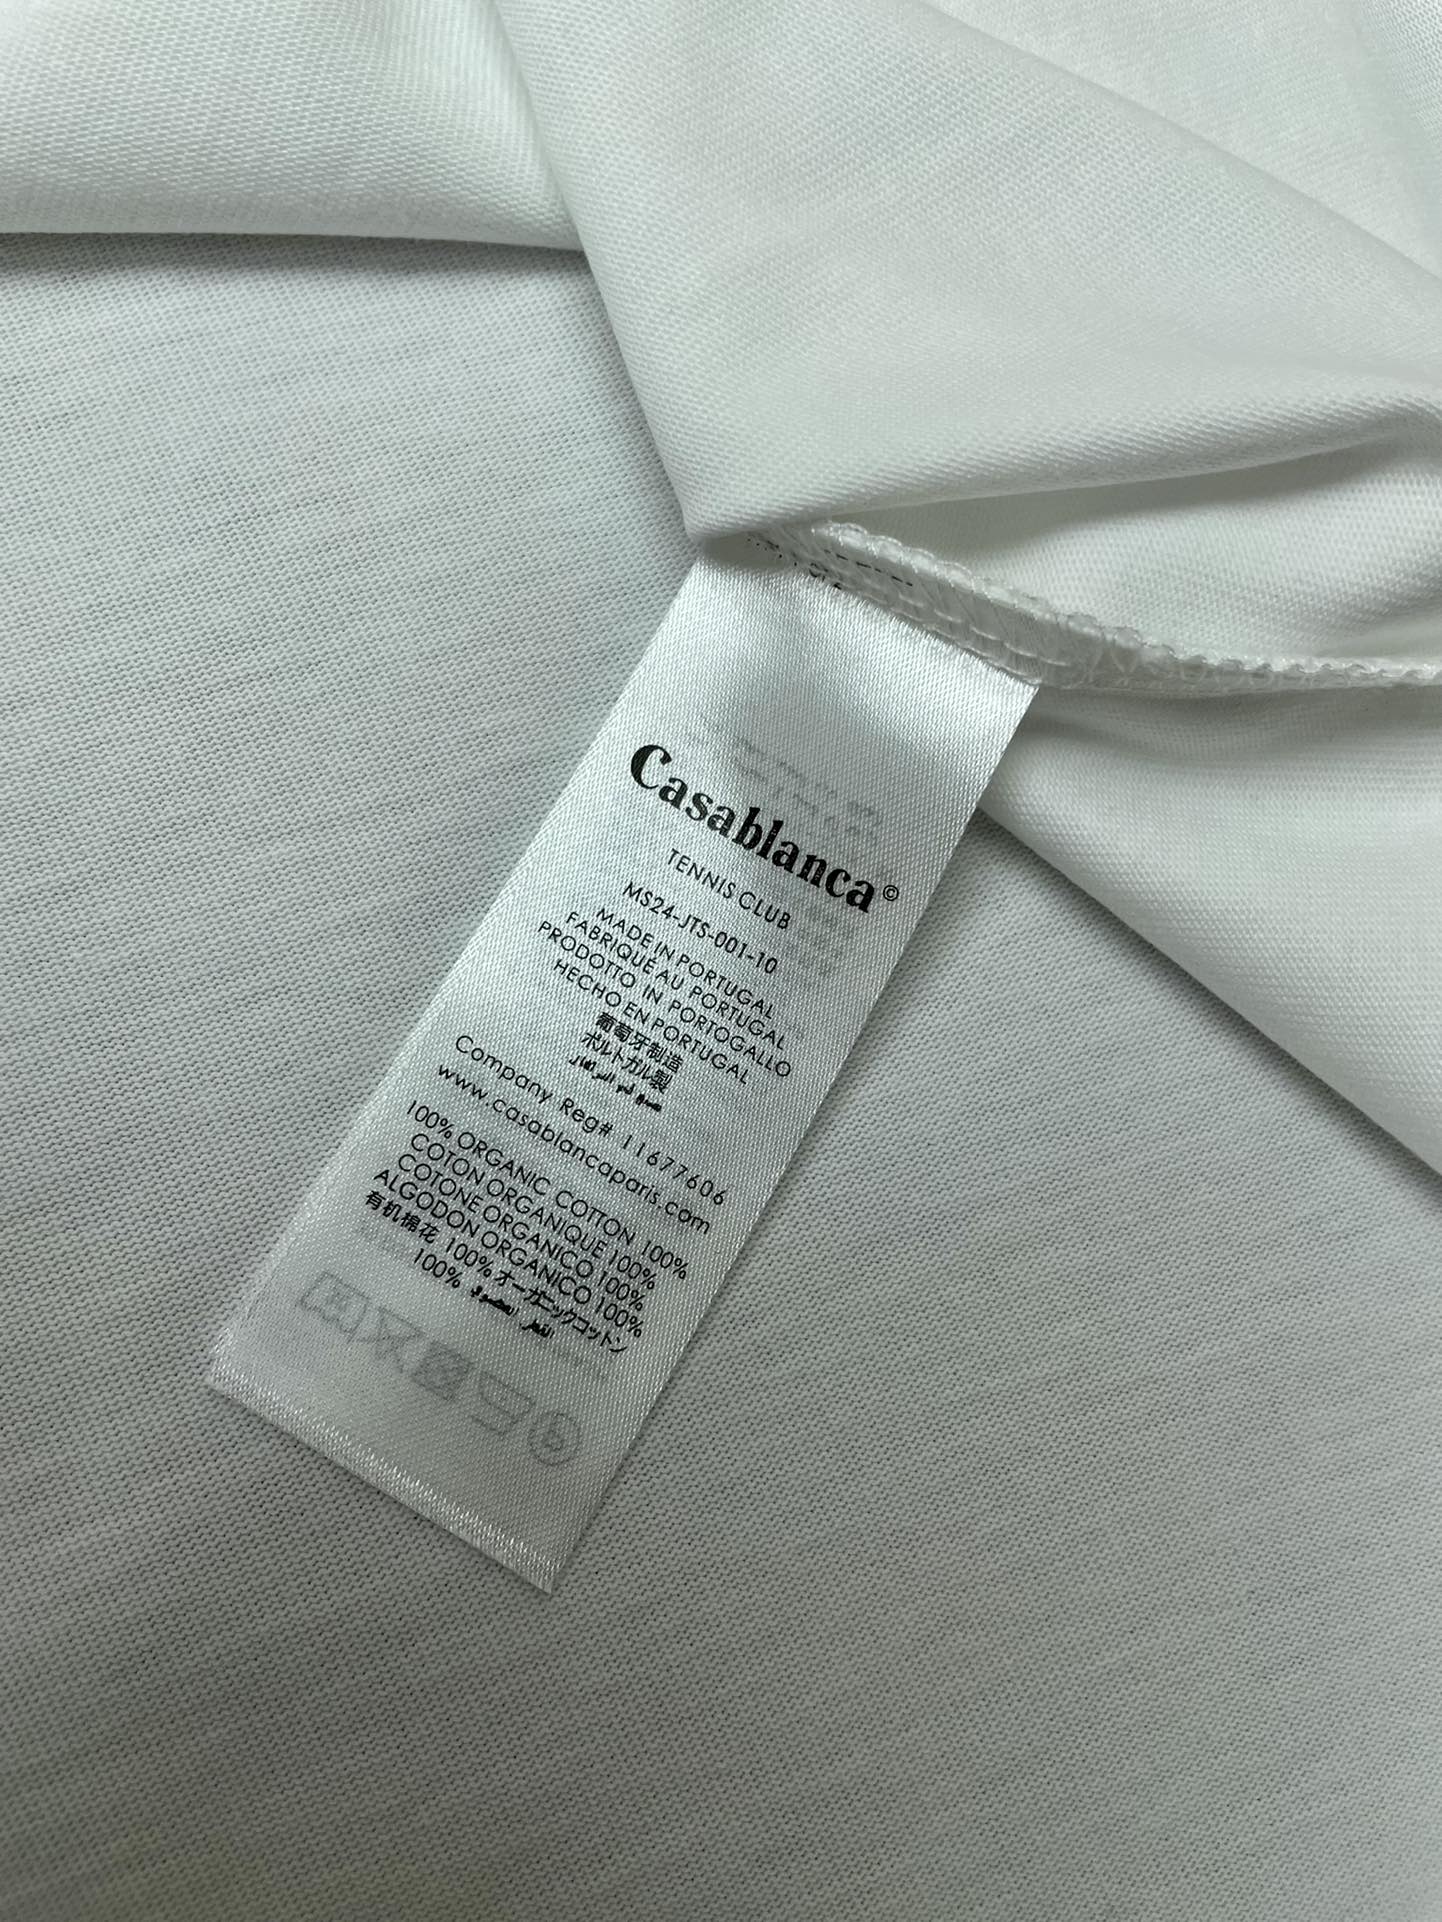 Casablanca©
TENNIS CLUB
MS24-JTS-001-10
MADE IN PORTUGAL
FABRIQUÉ AU PORTUGAL
PRODOTTO IN PORTOGALLO
HECHO EN PORTUGAL
葡萄牙制造
ポルトガル製
Company Reg# 11677606
www.casablancaparis.com
100% ORGANIC COTTON 100%
COTON ORGANIQUE 100%
COTONE ORGANICO 100%
ALGODON ORGANICO 100%
有机棉花 100% オーガニックコットン
100% القطن العضوي